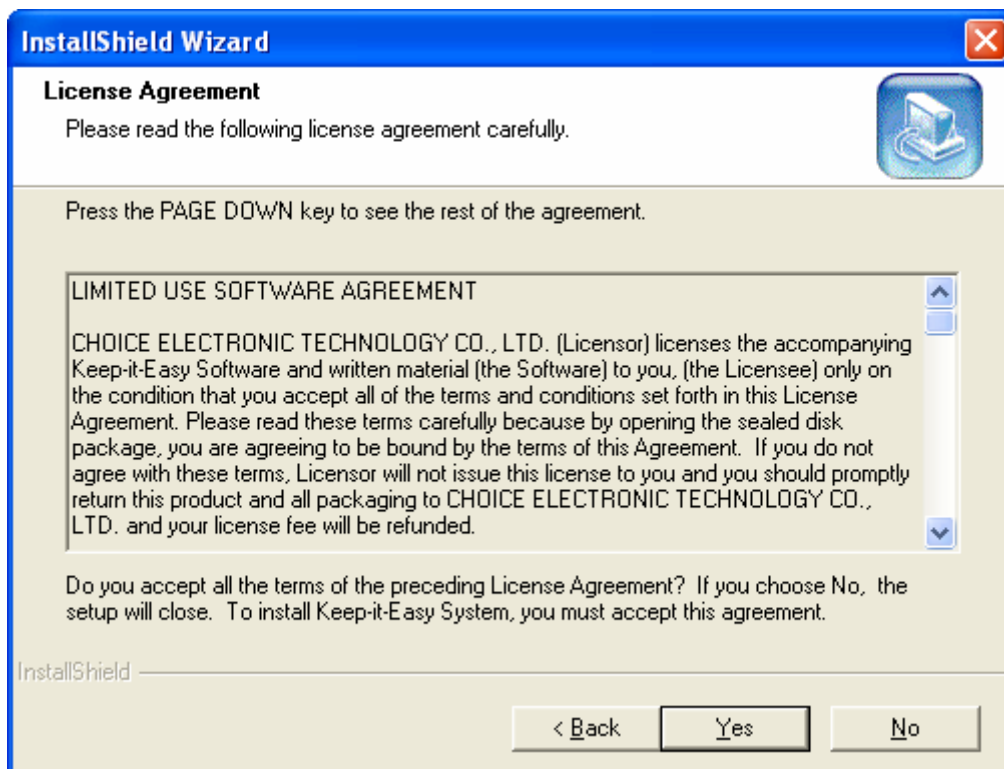 InstallShield Wizard
License Agreement
Please read the following license agreement carefully.
Press the PAGE DOWN key to see the rest of the agreement.
LIMITED USE SOFTWARE AGREEMENT
CHOICE ELECTRONIC TECHNOLOGY CO., LTD. (Licensor) licenses the accompanying
Keep-it-Easy Software and written material (the Software) to you, (the Licensee) only on
the condition that you accept all of the terms and conditions set forth in this License
Agreement. Please read these terms carefully because by opening the sealed disk
package, you are agreeing to be bound by the terms of this Agreement.  If you do not
agree with these terms, Licensor will not issue this license to you and you should promptly
return this product and all packaging to CHOICE ELECTRONIC TECHNOLOGY CO.,
LTD. and your license fee will be refunded.
Do you accept all the terms of the preceding License Agreement?  If you choose No,  the
setup will close.  To install Keep-it-Easy System, you must accept this agreement.
InstallShield
< Back
Yes
No